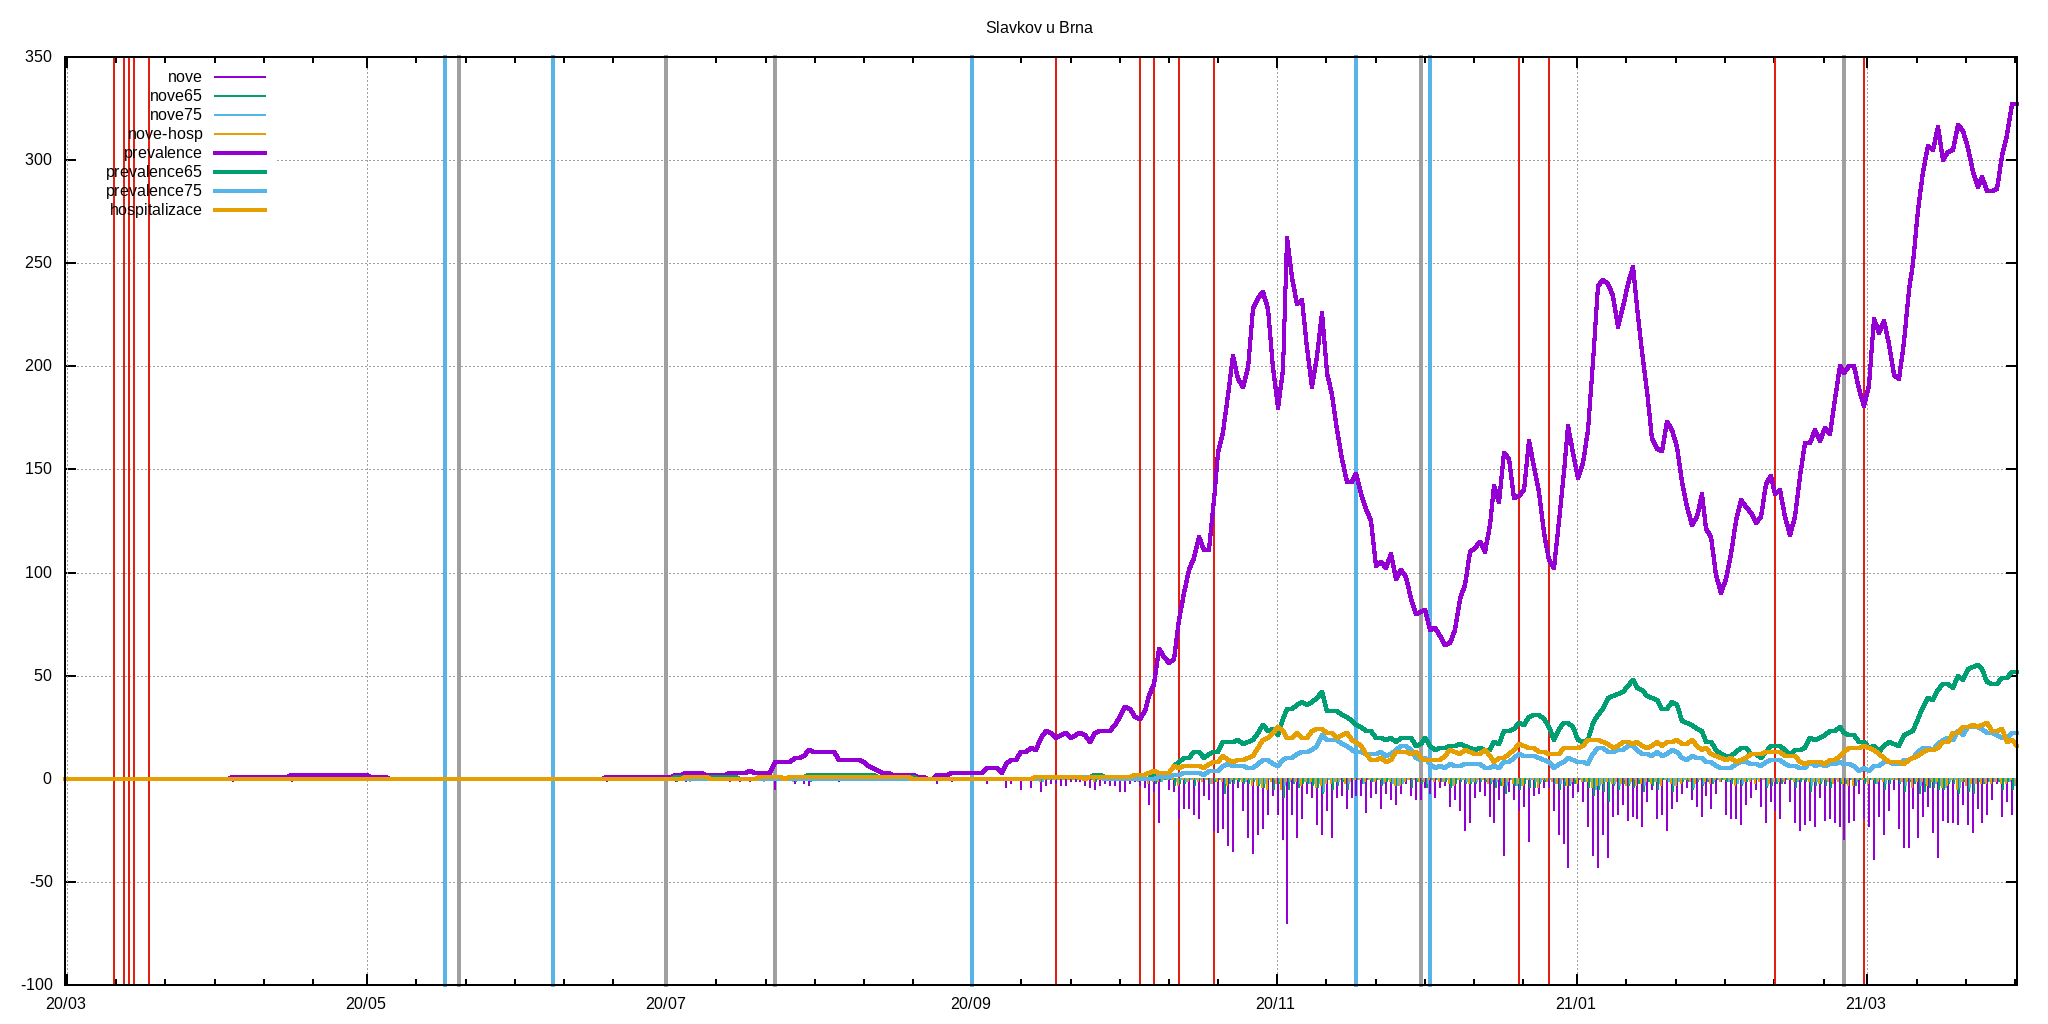 Slavkov u Brna
350
300
250
200
150
100
50
0
-50
-100
nove
nove65
nove75
nove-hosp
prevalence
prevalence65
prevalence75
hospitalizace
20/03 20/05 20/07 20/09 20/11 21/01 21/03